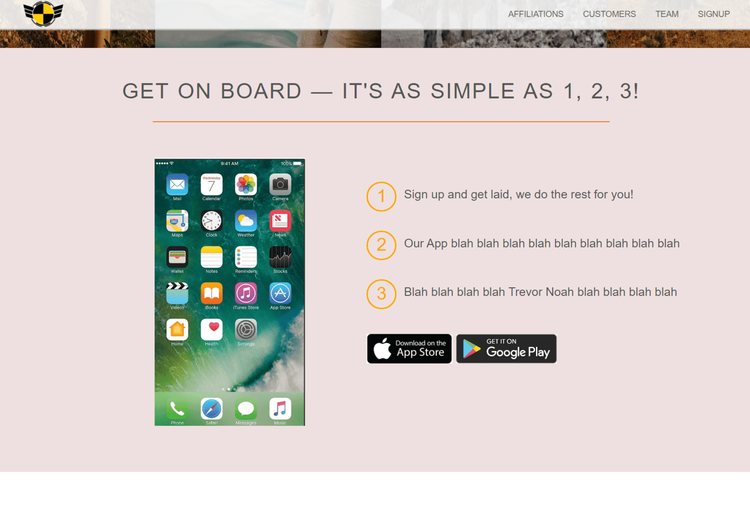 AFFILIATIONS CUSTOMERS TEAM SIGNUP
GET ON BOARD — IT'S AS SIMPLE AS 1, 2, 3!
9:41 AM 100%
Wednesday
7
Mail Calendar Photos Camera
Maps Clock Weather News
Wallet Notes Reminders Stocks
Videos iBooks iTunes Store App Store
Home Health Settings
Phone Safari Messages Music
1 Sign up and get laid, we do the rest for you!
2 Our App blah blah blah blah blah blah blah blah blah
3 Blah blah blah blah Trevor Noah blah blah blah blah
Download on the
App Store
GET IT ON
Google Play